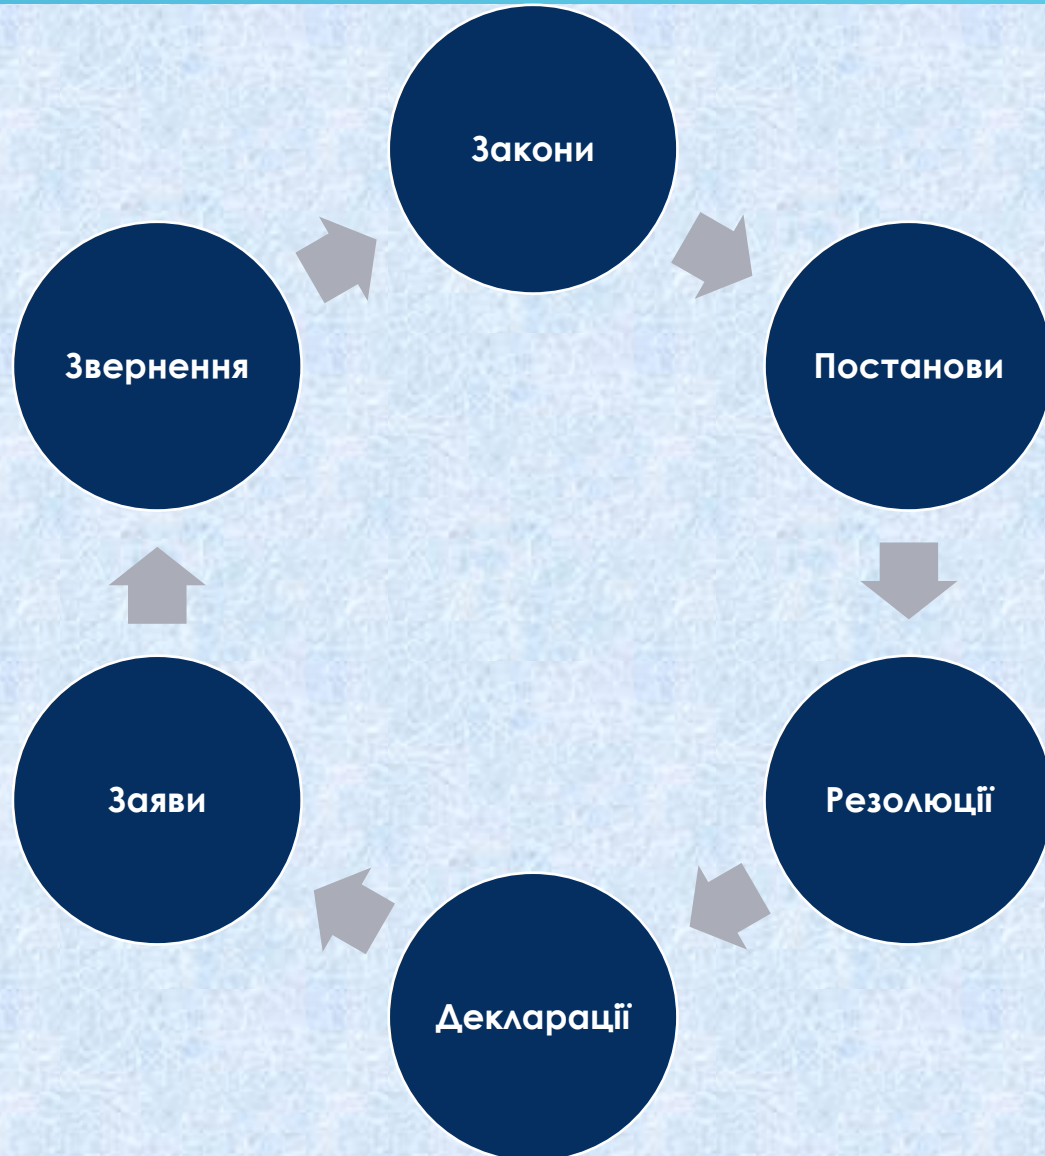 Закони
Постанови
Резолюції
Декларації
Заяви
Звернення